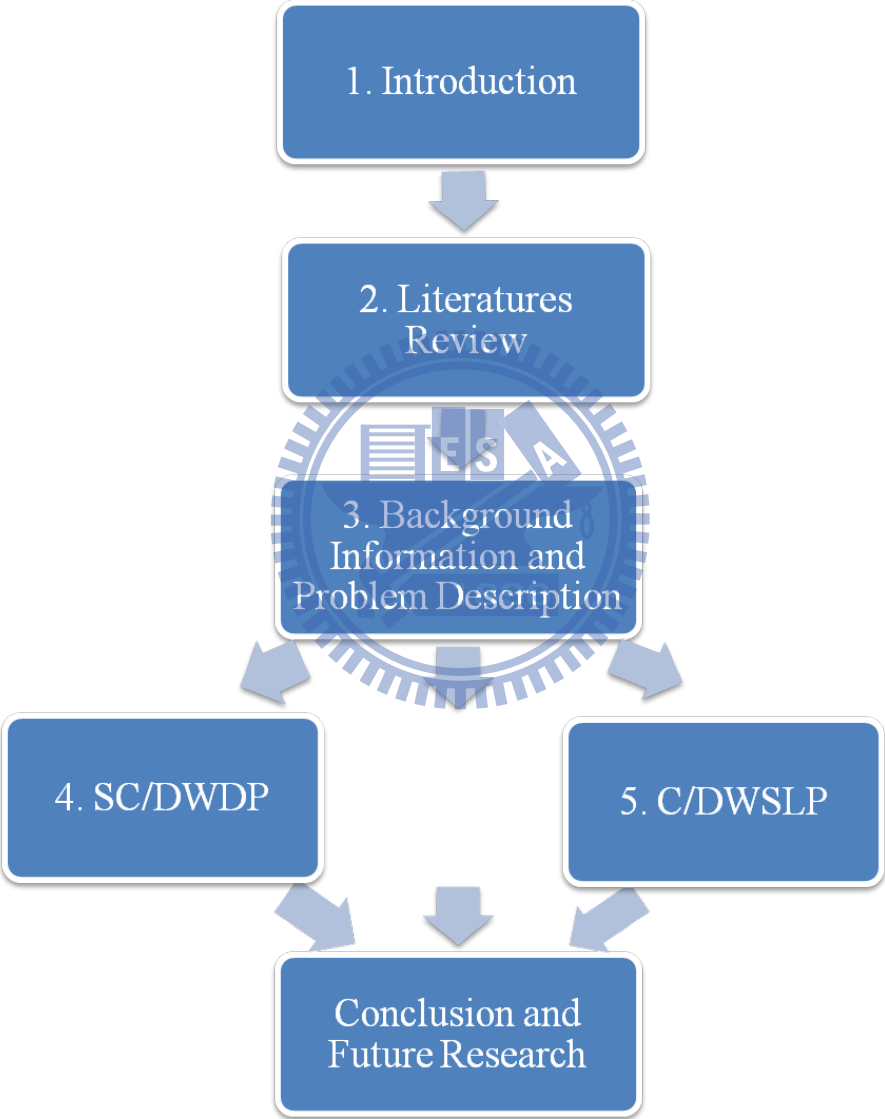 1. Introduction
2. Literatures
Review
E S A
8
3. Background
Information and
Problem Description
4. SC/DWDP
5. C/DWSLP
Conclusion and
Future Research